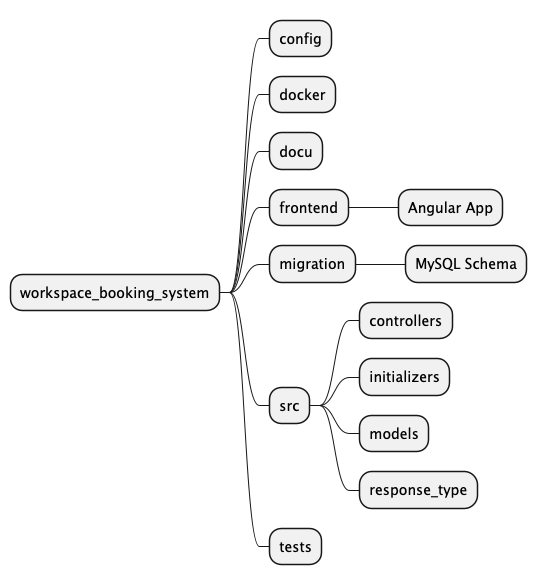 config
docker
docu
frontend
Angular App
migration
MySQL Schema
workspace_booking_system
controllers
initializers
src
models
response_type
tests